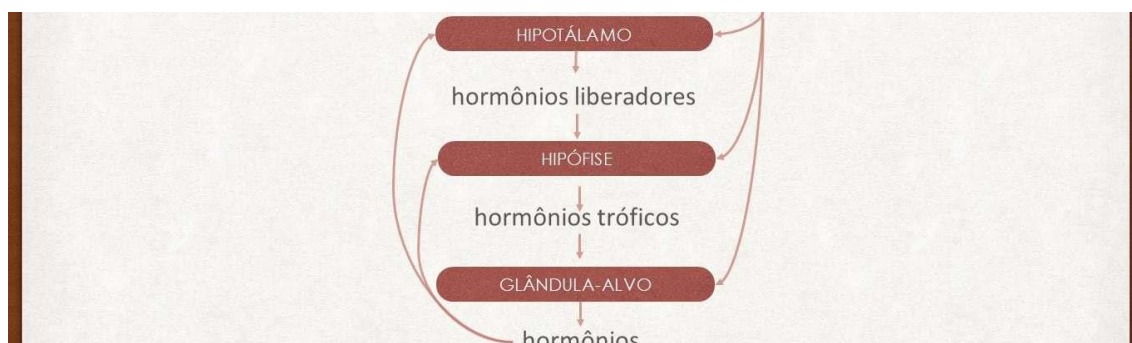 HIPOTÁLAMO
hormônios liberadores
HIPÓFISE
hormônios tróficos
GLÂNDULA-ALVO
hormônios